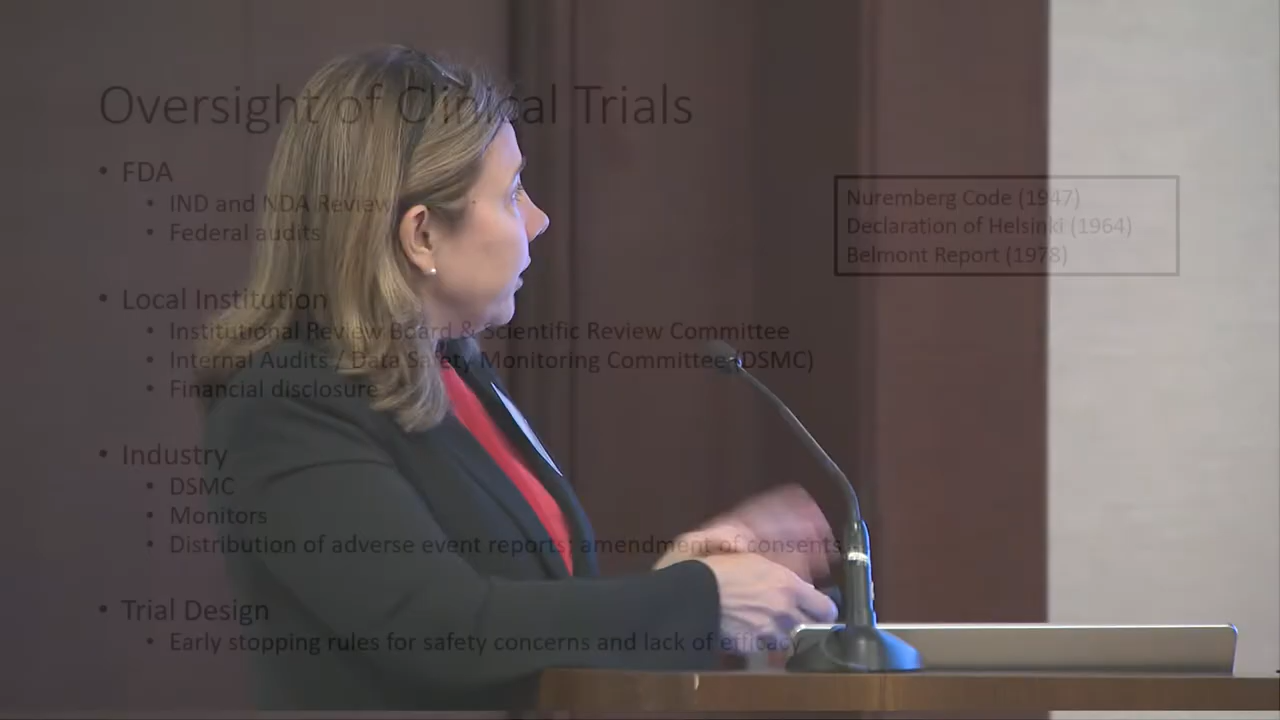 Oversight of Clinical Trials
• FDA
• IND and NDA Review
• Federal audits
Nuremberg Code (1947)
Declaration of Helsinki (1964)
Belmont Report (1978)
• Local Institution
• Institutional Review Board & Scientific Review Committee
• Internal Audits / Data Safety Monitoring Committee (DSMC)
• Financial disclosure
• Industry
• DSMC
• Monitors
• Distribution of adverse event reports; amendment of consents
• Trial Design
• Early stopping rules for safety concerns and lack of efficacy